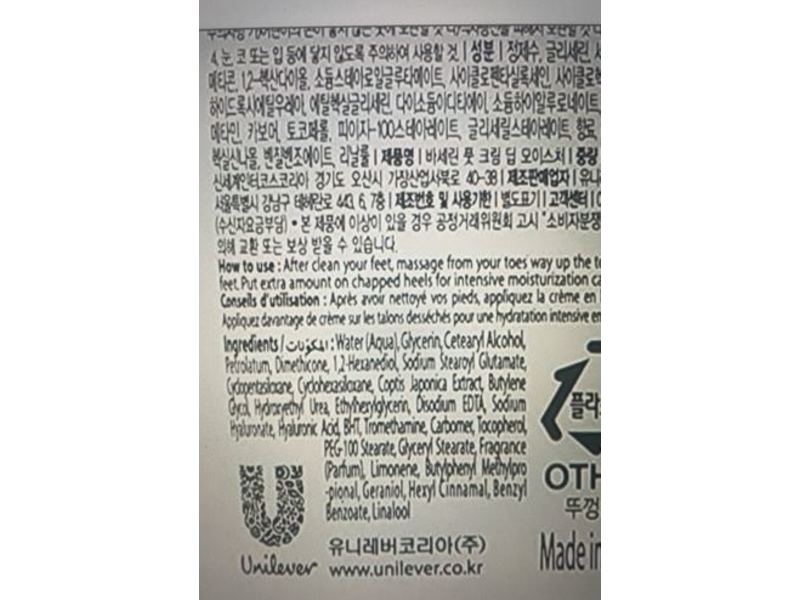 4. 눈, 코 또는 입 등에 닿지 않도록 주의하여 사용할 것 | 성분 | 정제수, 글리세린,
메티콘, 1,2-헥산다이올, 소듐스테아로일글루타메이트, 사이클로펜타실록세인,
하이드록시에틸우레아, 에틸헥실글리세린, 다이소듐이디티에이, 소듐하이알루로네이트,
메타민, 카보머, 토코페롤, 피이지-100스테아레이트, 글리세릴스테아레이트, 향료,
헥실신나몰, 벤질벤조에이트, 리날룰 | 제품명 | 바세린 풋 크림 딥 모이스처 | 중량
신세계인터코스코리아 경기도 오산시 가장산업서북로 40-38 | 제조판매업자 | 유니
서울특별시 강남구 테헤란로 443, 6, 7층 | 제조번호 및 사용기한 | 별도표기 | 고객센터 |
(수신자요금부담) • 본 제품에 이상이 있을 경우 공정거래위원회 고시 "소비자분쟁
의해 교환 또는 보상 받을 수 있습니다.
How to use : After clean your feet, massage from your toes way up the
feet. Put extra amount on chapped heels for intensive moisturization
Conseils d'utilisation : Après avoir nettoyé vos pieds, appliquez la crème en
Appliquez davantage de crème sur les talons desséchés pour une hydratation intensive en
Ingredients / المكونات : Water (Aqua), Glycerin, Cetearyl Alcohol,
Petrolatum, Dimethicone, 1,2-Hexanediol, Sodium Stearoyl Glutamate,
Cyclopentasiloxane, Cyclohexasiloxane, Coptis Japonica Extract, Butylene
Glycol, Hydroxyethyl Urea, Ethylhexylglycerin, Disodium EDTA, Sodium
Hyaluronate, Hyaluronic Acid, BHT, Tromethamine, Carbomer, Tocopherol,
PEG-100 Stearate, Glyceryl Stearate, Fragrance
(Parfum), Limonene, Butylphenyl Methylpro
-pional, Geraniol, Hexyl Cinnamal, Benzyl
Benzoate, Linalool
플라
OTH
뚜껑
Unilever
유니레버코리아(주)
www.unilever.co.kr
Made in